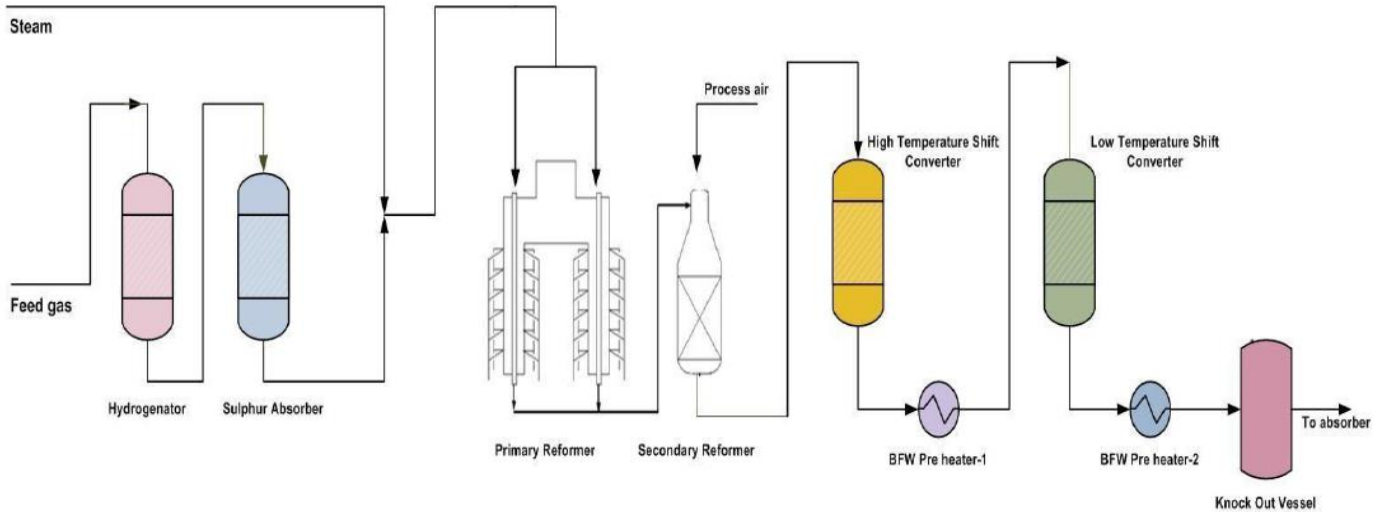 Steam
Feed gas
Hydrogenator
Sulphur Absorber
Primary Reformer
Process air
Secondary Reformer
High Temperature Shift
Converter
BFW Pre heater-1
Low Temperature Shift
Converter
BFW Pre heater-2
To absorber
Knock Out Vessel